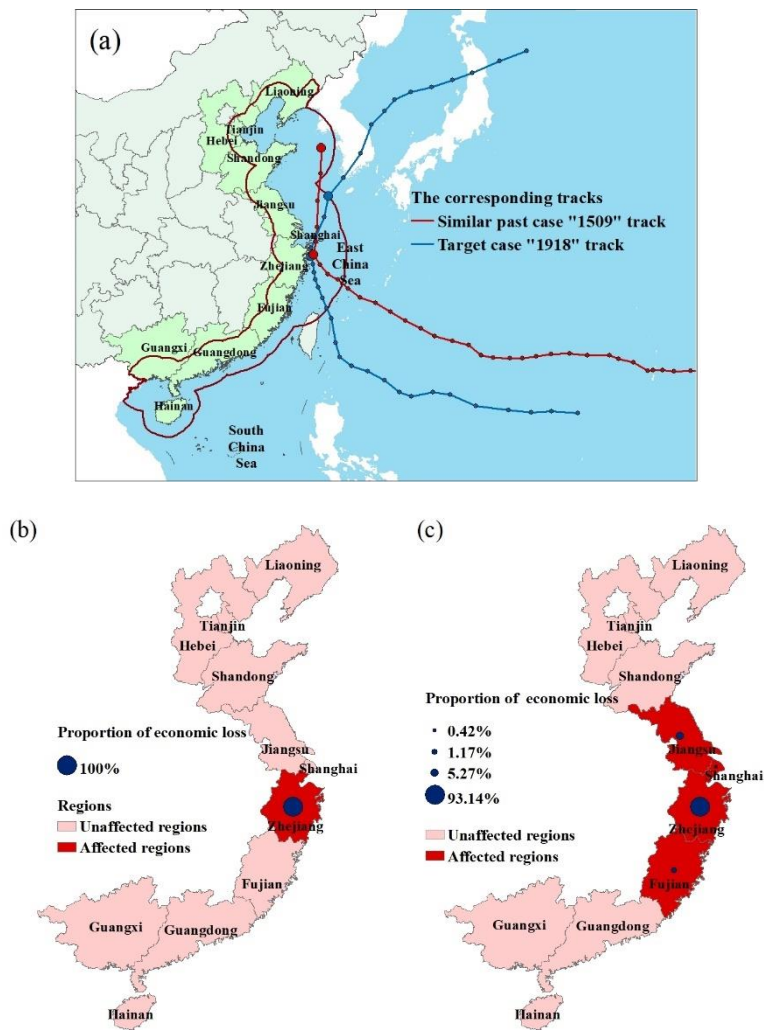 (a)
Liaoning
Tianjin
Hebei
Shandong
Jiangsu
Shanghai
East
China
Sea
Zhejiang
Fujian
Guangxi
Guangdong
Hainan
South
China
Sea
The corresponding tracks
Similar past case "1509" track
Target case "1918" track
(b)
Liaoning
Tianjin
Hebei
Shandong
Proportion of economic loss
100%
Jiangsu
Shanghai
Regions
Unaffected regions
Affected regions
Zhejiang
Fujian
Guangxi
Guangdong
Hainan
(c)
Liaoning
Tianjin
Hebei
Shandong
Proportion of economic loss
0.42%
1.17%
5.27%
93.14%
Jiangsu
Shanghai
Unaffected regions
Affected regions
Zhejiang
Fujian
Guangxi
Guangdong
Hainan